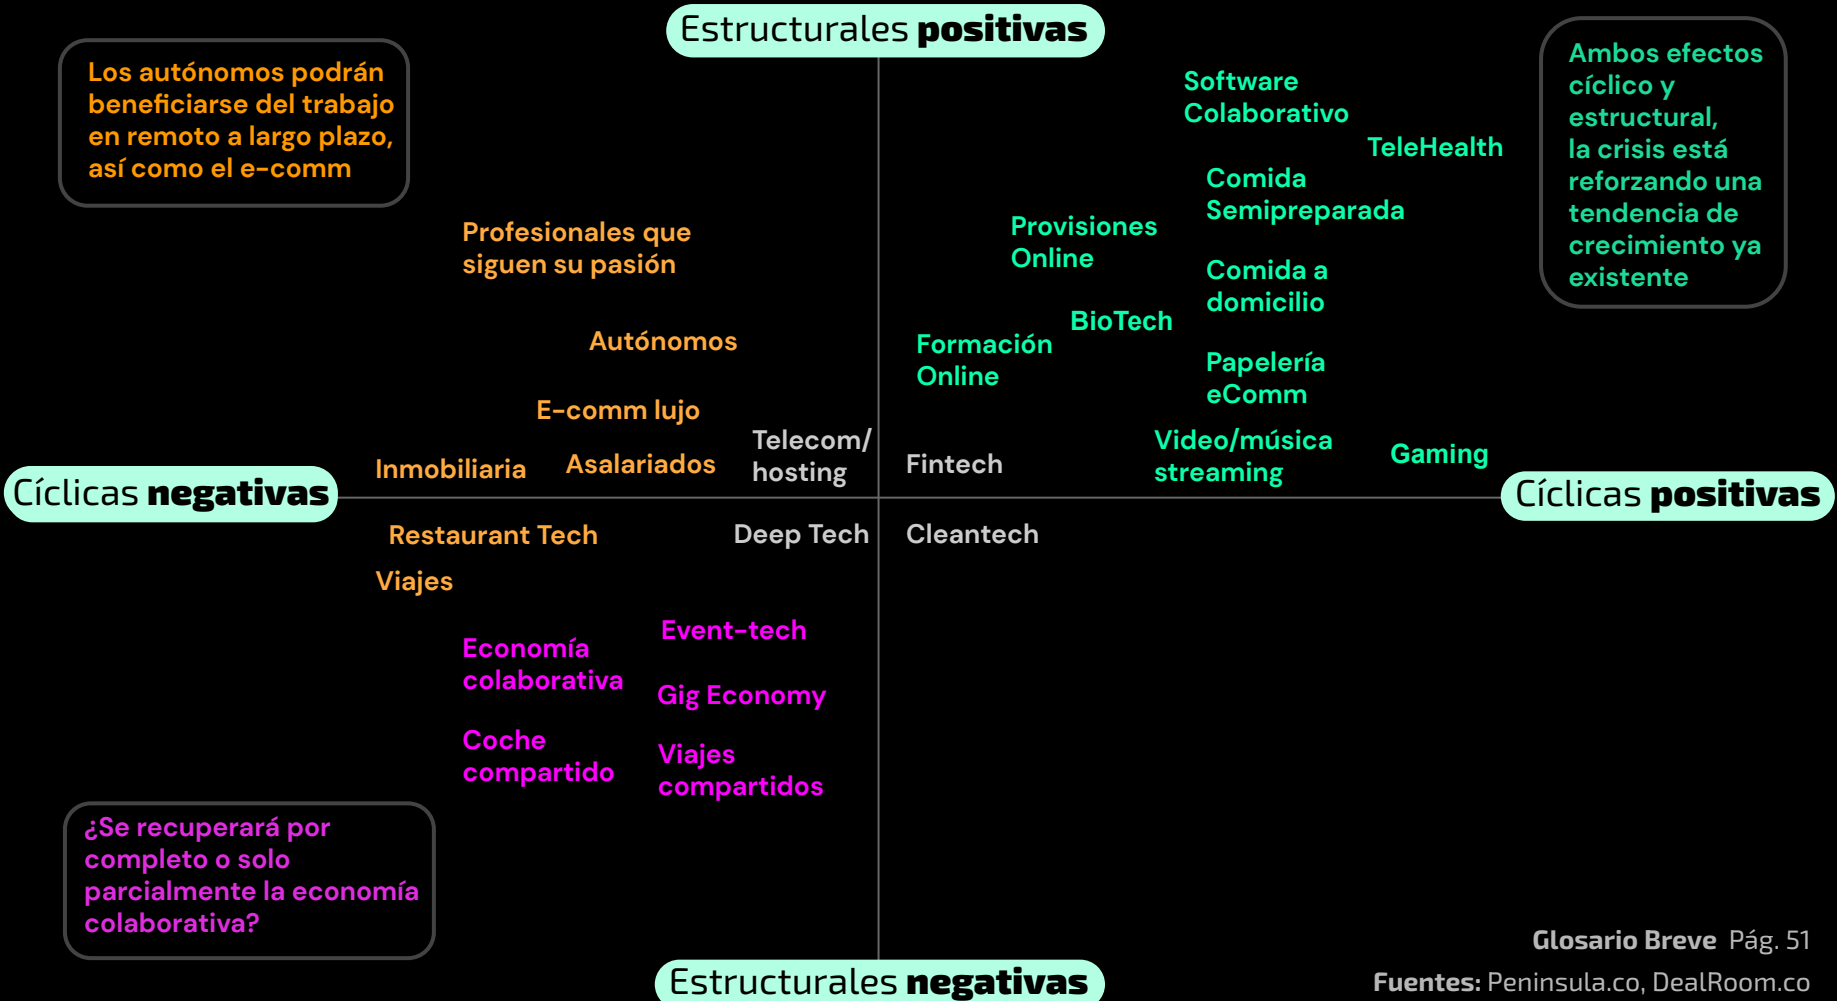 Estructurales positivas
Los autónomos podrán
beneficiarse del trabajo
en remoto a largo plazo,
así como el e-comm
Ambos efectos
cíclico y
estructural,
la crisis está
reforzando una
tendencia de
crecimiento ya
existente
Software
Colaborativo
TeleHealth
Comida
Semipreparada
Profesionales que
siguen su pasión
Provisiones
Online
Comida a
domicilio
BioTech
Autónomos
Formación
Online
Papelería
eComm
E-comm lujo
Telecom/
hosting
Fintech
Video/música
streaming
Gaming
Inmobiliaria
Asalariados
Cíclicas negativas
Cíclicas positivas
Restaurant Tech
Deep Tech
Cleantech
Viajes
Economía
colaborativa
Event-tech
Gig Economy
Coche
compartido
Viajes
compartidos
¿Se recuperará por
completo o solo
parcialmente la economía
colaborativa?
Estructurales negativas
Glosario Breve Pág. 51
Fuentes: Peninsula.co, DealRoom.co